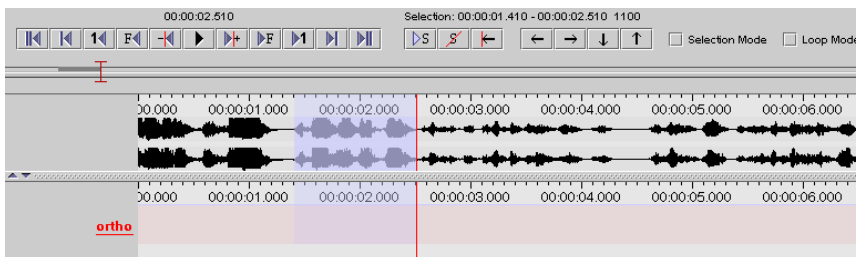 00:00:02.510 Selection: 00:00:01.410 - 00:00:02.510 1100
1 F - + F 1 S S Selection Mode Loop Mode
00.000 00:00:01.000 00:00:02.000 00:00:03.000 00:00:04.000 00:00:05.000 00:00:06.000
00.000 00:00:01.000 00:00:02.000 00:00:03.000 00:00:04.000 00:00:05.000 00:00:06.000
ortho